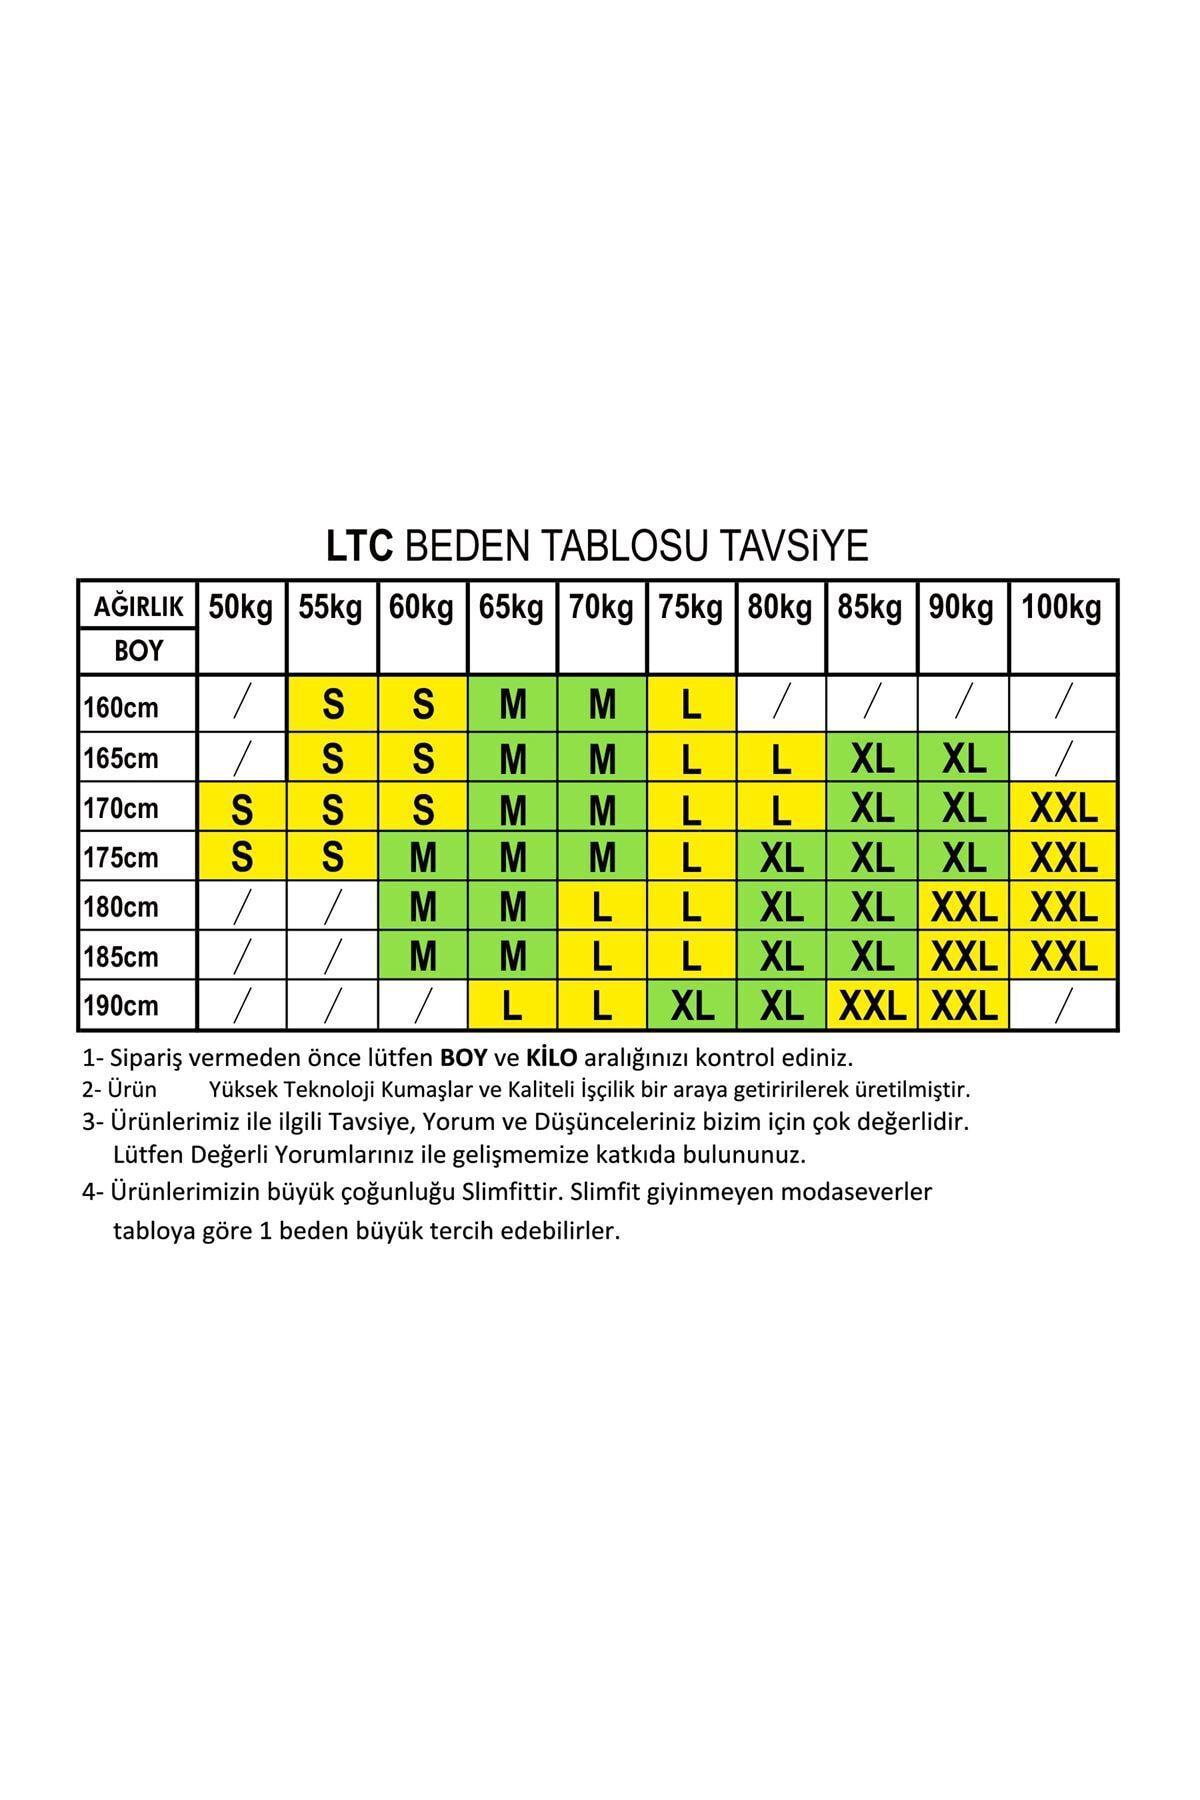 LTC BEDEN TABLOSU TAVSİYE
AĞIRLIK 50kg 55kg 60kg 65kg 70kg 75kg 80kg 85kg 90kg 100kg
BOY
160cm / S S M M L / / / /
165cm / S S M M L L XL XL /
170cm S S S M M L L XL XL XXL
175cm S S M M M L XL XL XL XXL
180cm / / M M L L XL XL XXL XXL
185cm / / M M L L XL XL XXL XXL
190cm / / / L L XL XL XXL XXL /
1- Sipariş vermeden önce lütfen BOY ve KİLO aralığınızı kontrol ediniz.
2- Ürün Yüksek Teknoloji Kumaşlar ve Kaliteli İşçilik bir araya getiririlerek üretilmiştir.
3- Ürünlerimiz ile ilgili Tavsiye, Yorum ve Düşünceleriniz bizim için çok değerlidir.
Lütfen Değerli Yorumlarınız ile gelişmemize katkıda bulununuz.
4- Ürünlerimizin büyük çoğunluğu Slimfittir. Slimfit giyinmeyen modaseverler
tabloya göre 1 beden büyük tercih edebilirler.